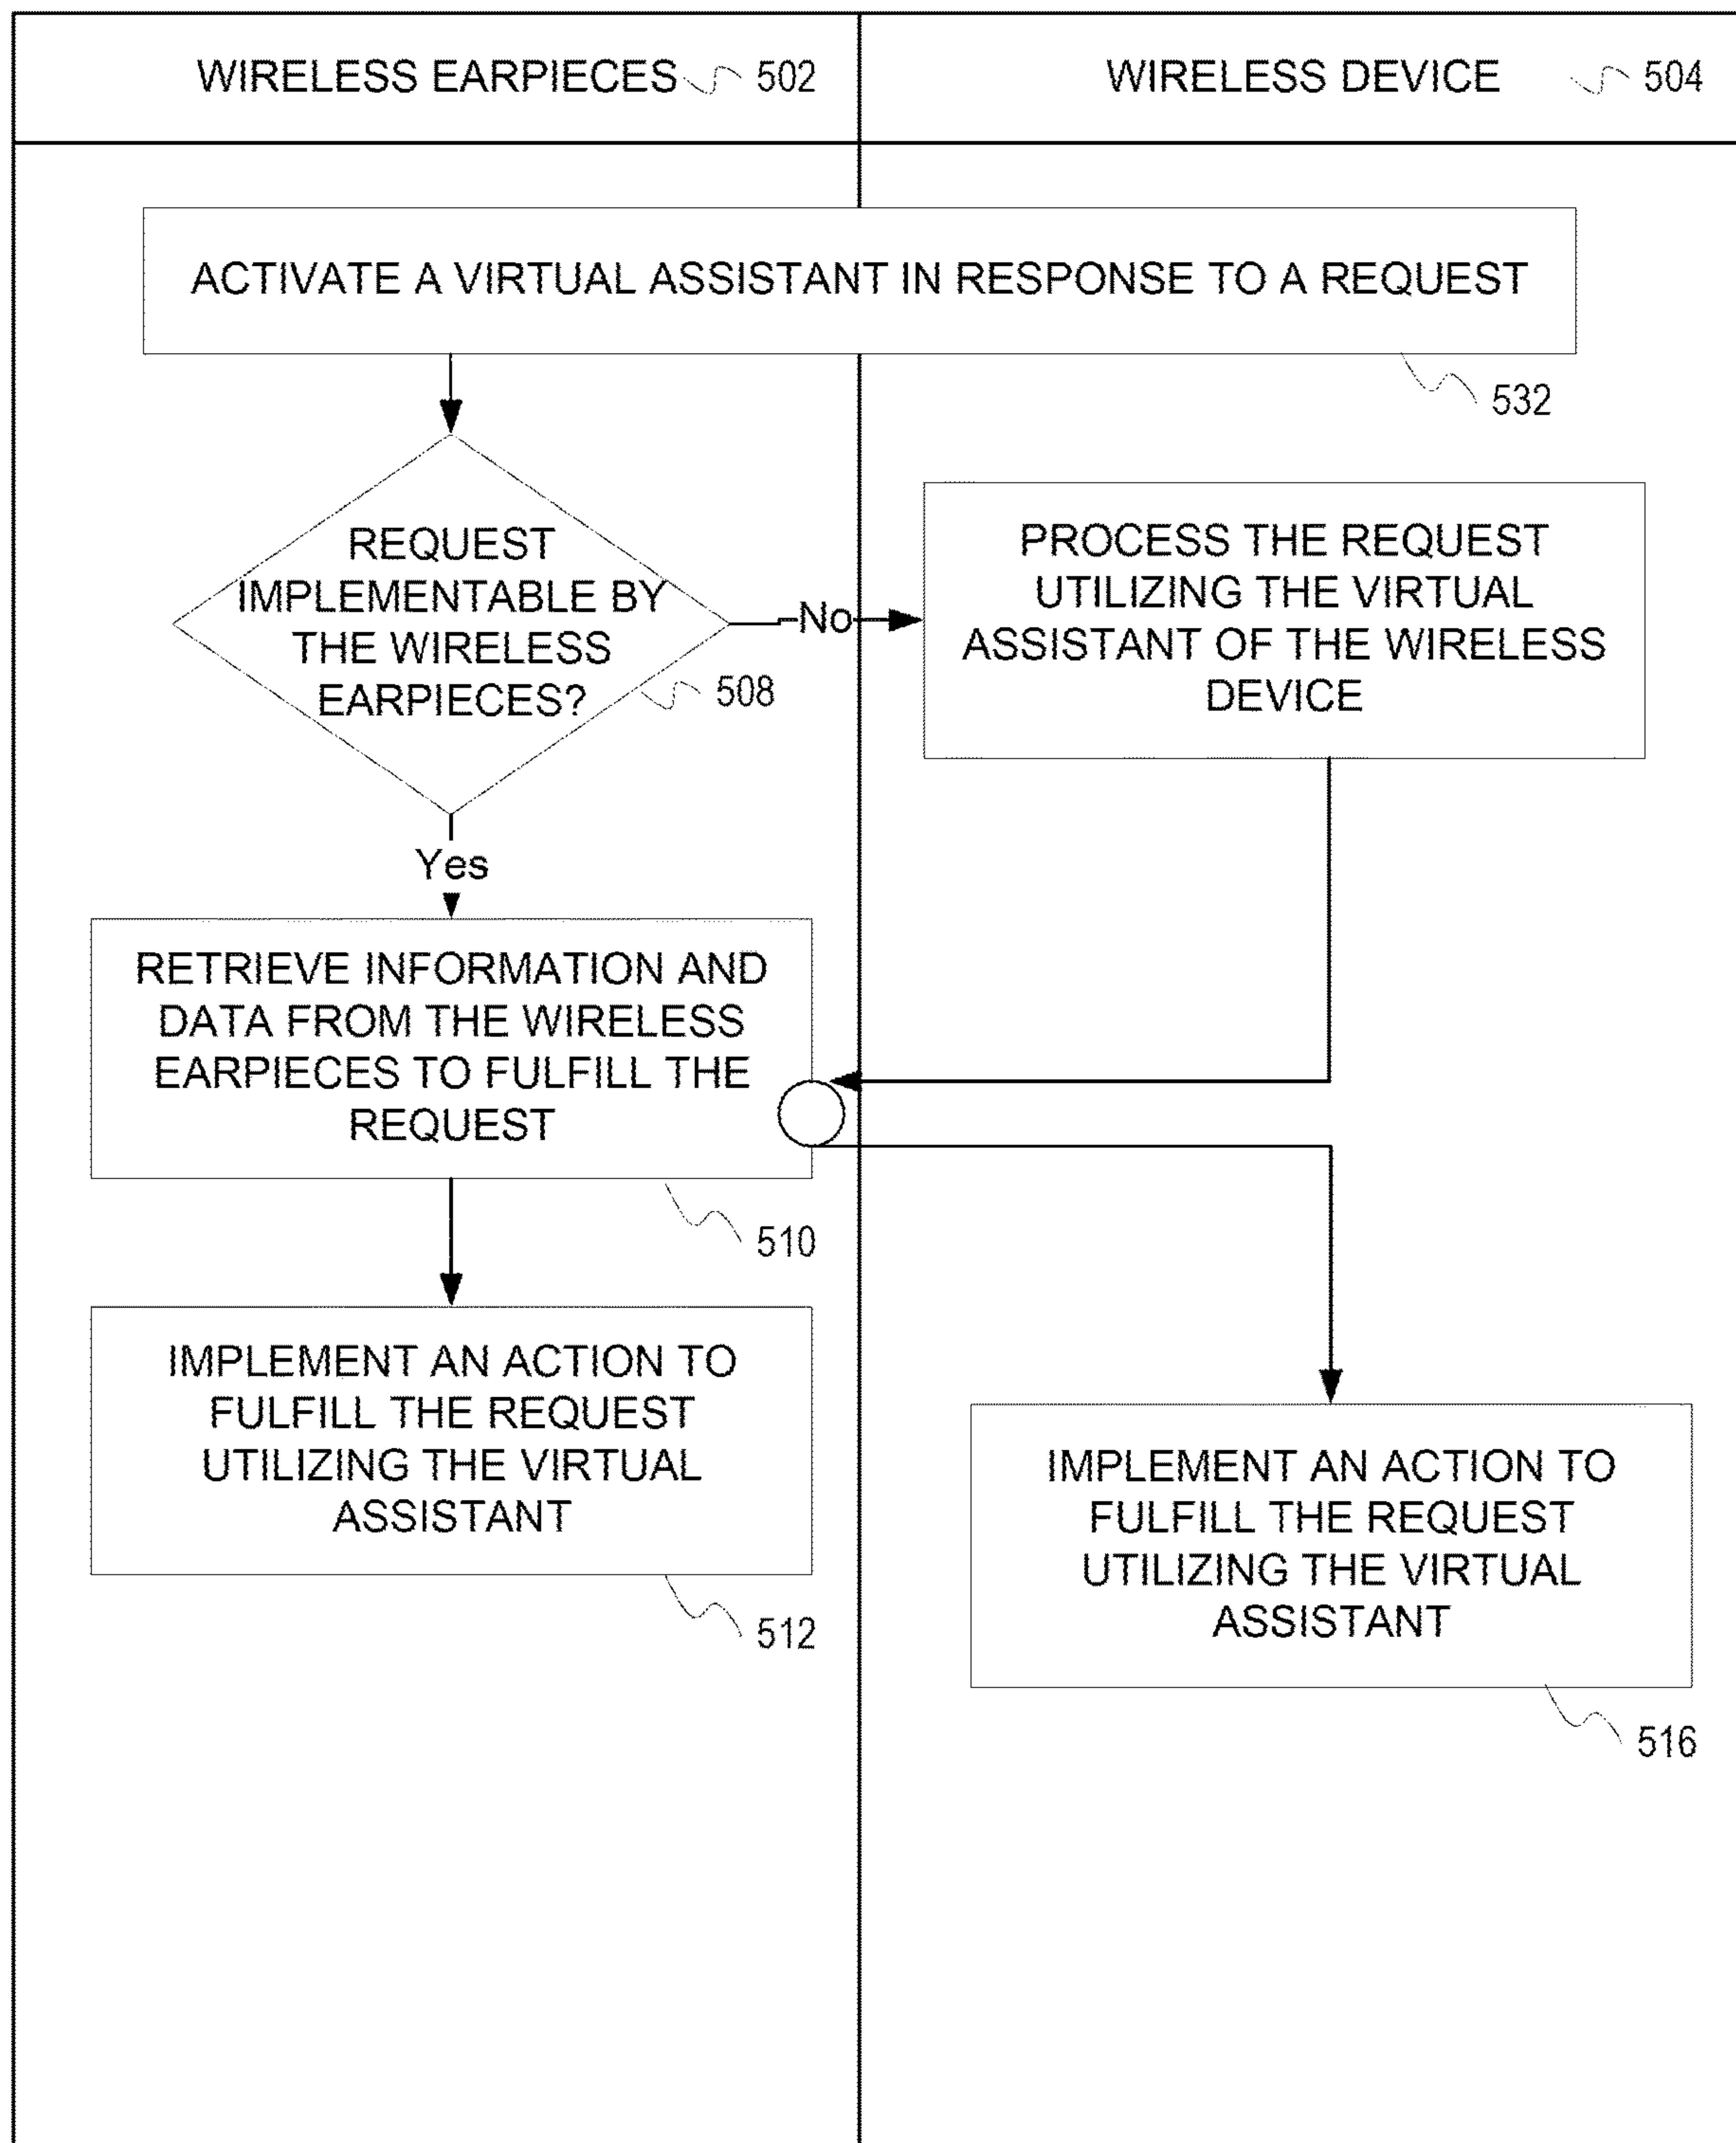 WIRELESS EARPIECES 502
WIRELESS DEVICE 504
ACTIVATE A VIRTUAL ASSISTANT IN RESPONSE TO A REQUEST
532
REQUEST
IMPLEMENTABLE BY
THE WIRELESS
EARPIECES?
508
No
PROCESS THE REQUEST
UTILIZING THE VIRTUAL
ASSISTANT OF THE WIRELESS
DEVICE
Yes
RETRIEVE INFORMATION AND
DATA FROM THE WIRELESS
EARPIECES TO FULFILL THE
REQUEST
510
IMPLEMENT AN ACTION TO
FULFILL THE REQUEST
UTILIZING THE VIRTUAL
ASSISTANT
512
IMPLEMENT AN ACTION TO
FULFILL THE REQUEST
UTILIZING THE VIRTUAL
ASSISTANT
516